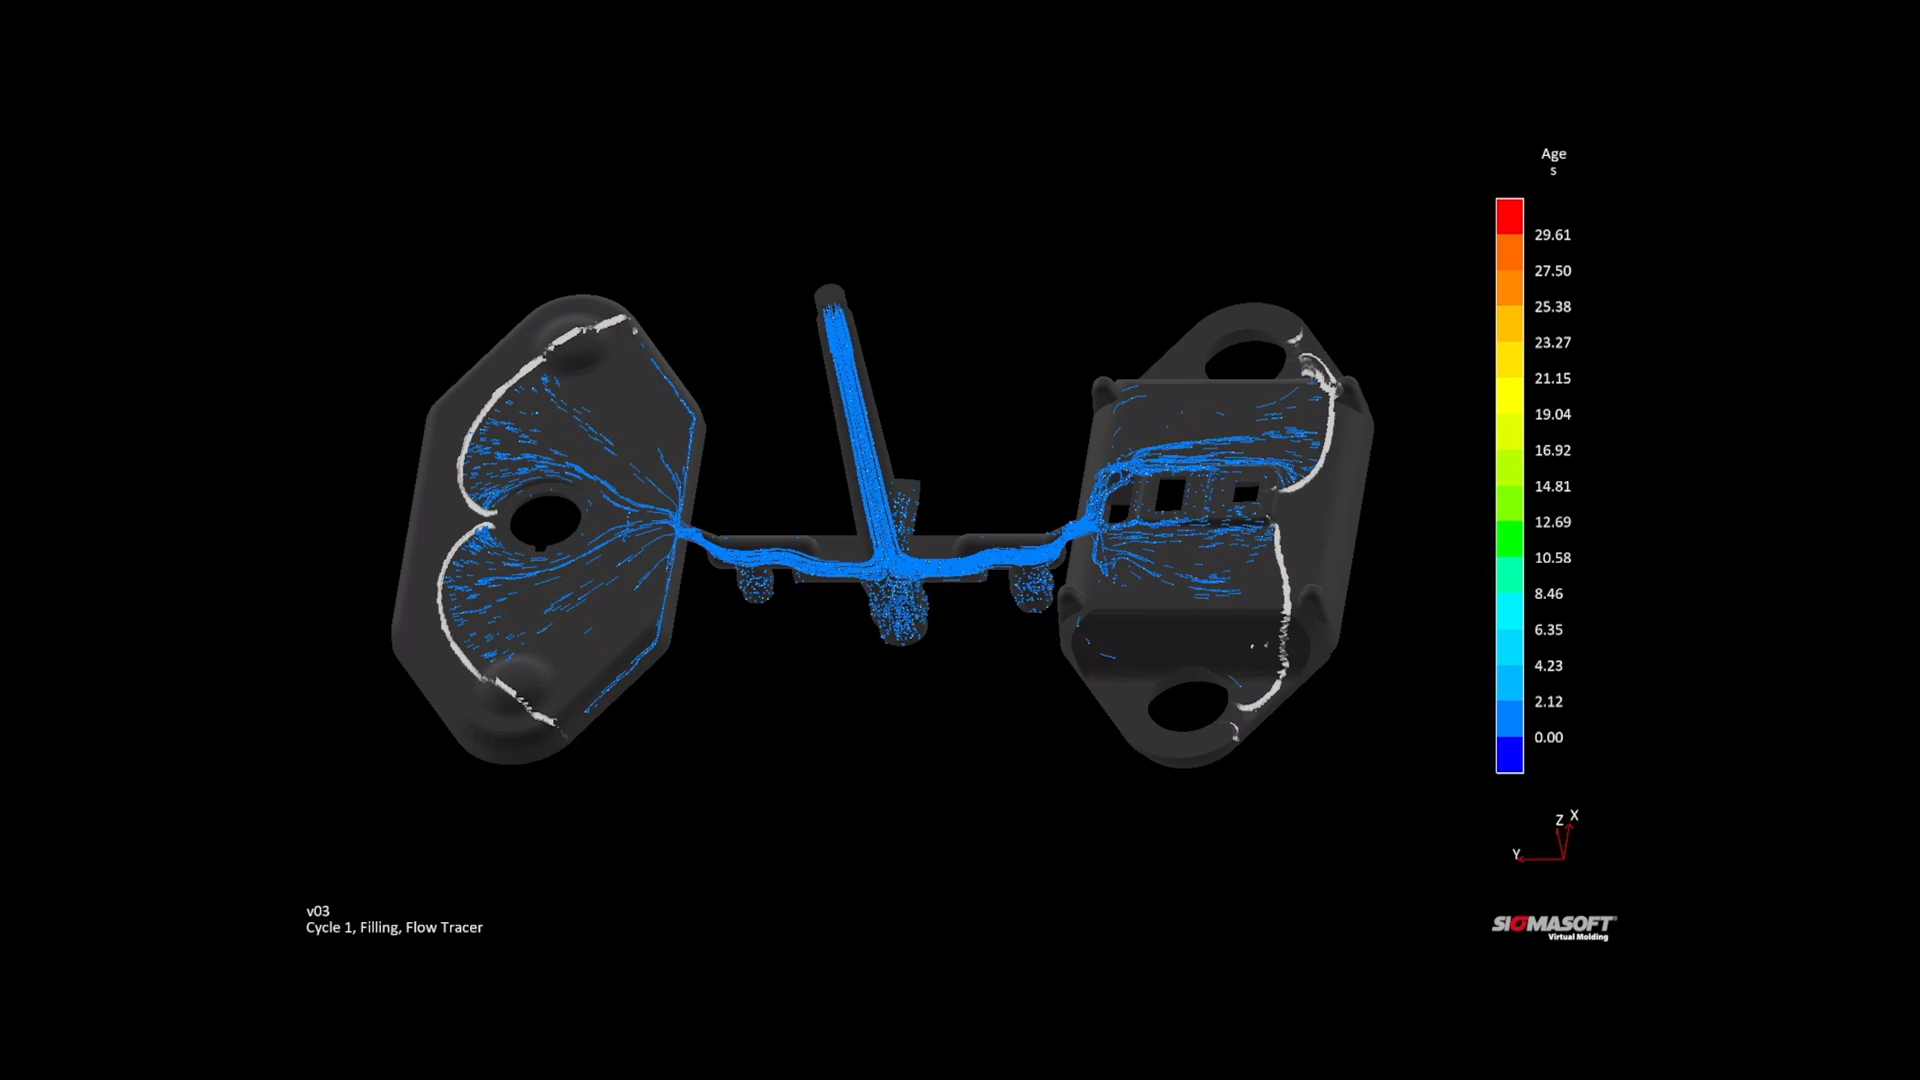 Age
s
29.61
27.50
25.38
23.27
21.15
19.04
16.92
14.81
12.69
10.58
8.46
6.35
4.23
2.12
0.00
Z X
Y
v03
Cycle 1, Filling, Flow Tracer
SIGMASOFT®
Virtual Molding